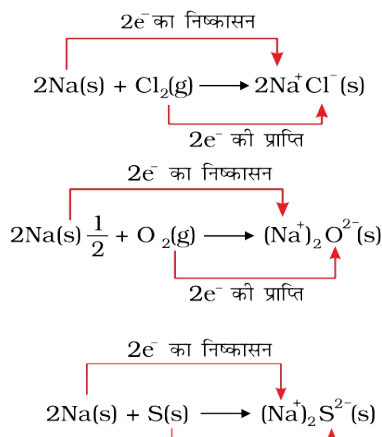 2e⁻ का निष्कासन
2Na(s) + Cl₂(g) ⟶ 2Na⁺Cl⁻(s)
2e⁻ की प्राप्ति
2e⁻ का निष्कासन
2Na(s) 1/2 + O ₂(g) ⟶ (Na⁺)₂O²⁻(s)
2e⁻ की प्राप्ति
2e⁻ का निष्कासन
2Na(s) + S(s) ⟶ (Na⁺)₂S²⁻(s)